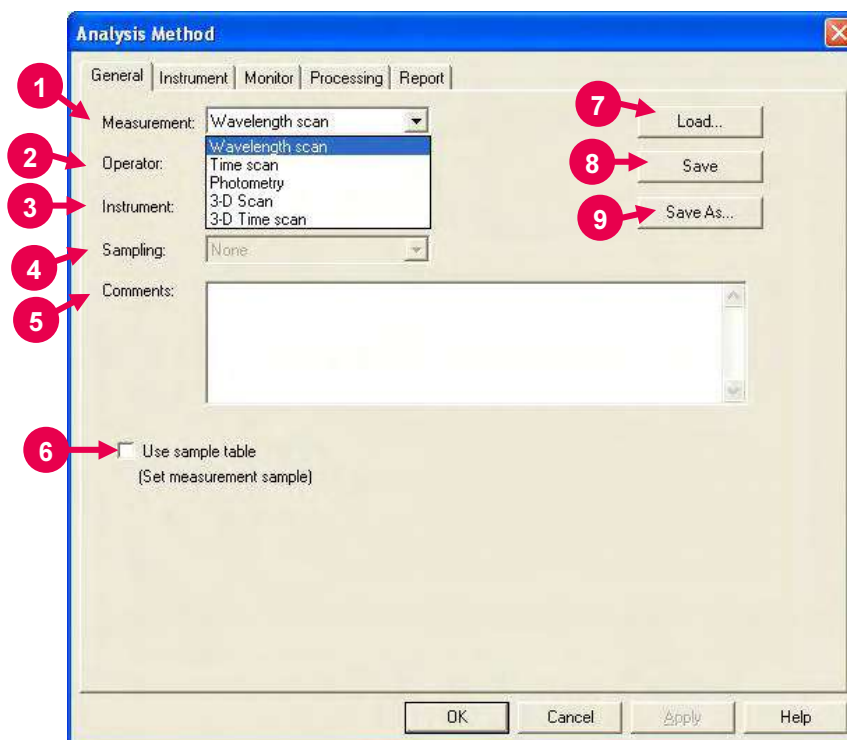 Analysis Method
General Instrument Monitor Processing Report
1 Measurement: Wavelength scan 7 Load...
Wavelength scan
2 Operator: Time scan 8 Save
Photometry
3 Instrument: 3-D Scan 9 Save As...
3-D Time scan
4 Sampling: None
5 Comments:
6 Use sample table
(Set measurement sample)
OK Cancel Apply Help